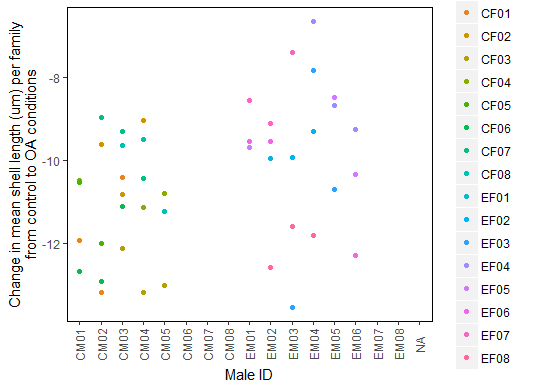 Change in mean shell length (um) per family
from control to OA conditions
-8
-10
-12
CM01
CM02
CM03
CM04
CM05
CM06
CM07
CM08
EM01
EM02
EM03
EM04
EM05
EM06
EM07
EM08
NA
Male ID
CF01
CF02
CF03
CF04
CF05
CF06
CF07
CF08
EF01
EF02
EF03
EF04
EF05
EF06
EF07
EF08